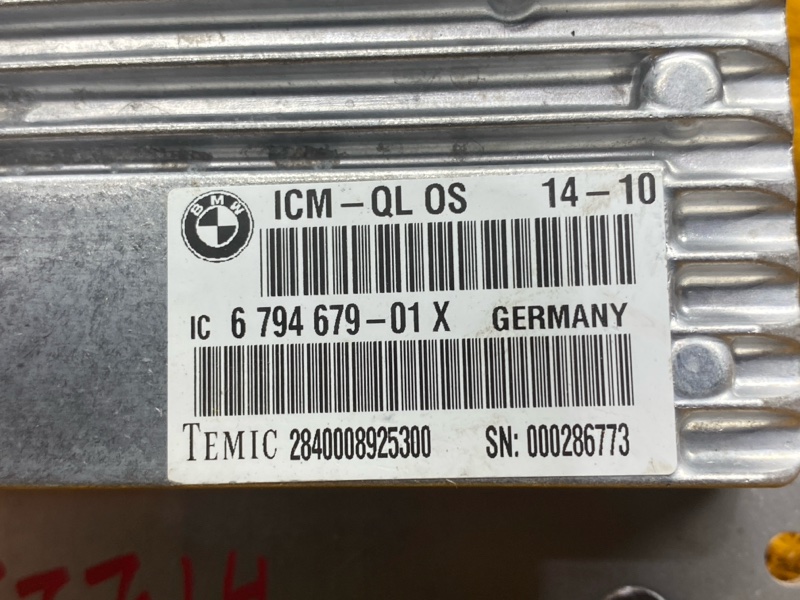 BMW
ICM-QL OS 14-10
IC 6 794 679-01 X GERMANY
TEMIC 2840008925300 SN: 000286773